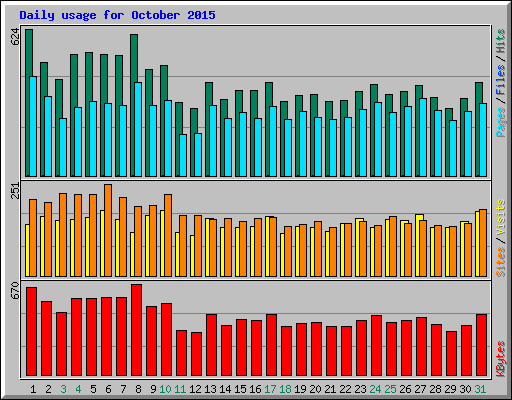 Daily usage for October 2015
624
251
670
Pages / Files / Hits
Sites / Visits
KBytes
1 2 3 4 5 6 7 8 9 10 11 12 13 14 15 16 17 18 19 20 21 22 23 24 25 26 27 28 29 30 31